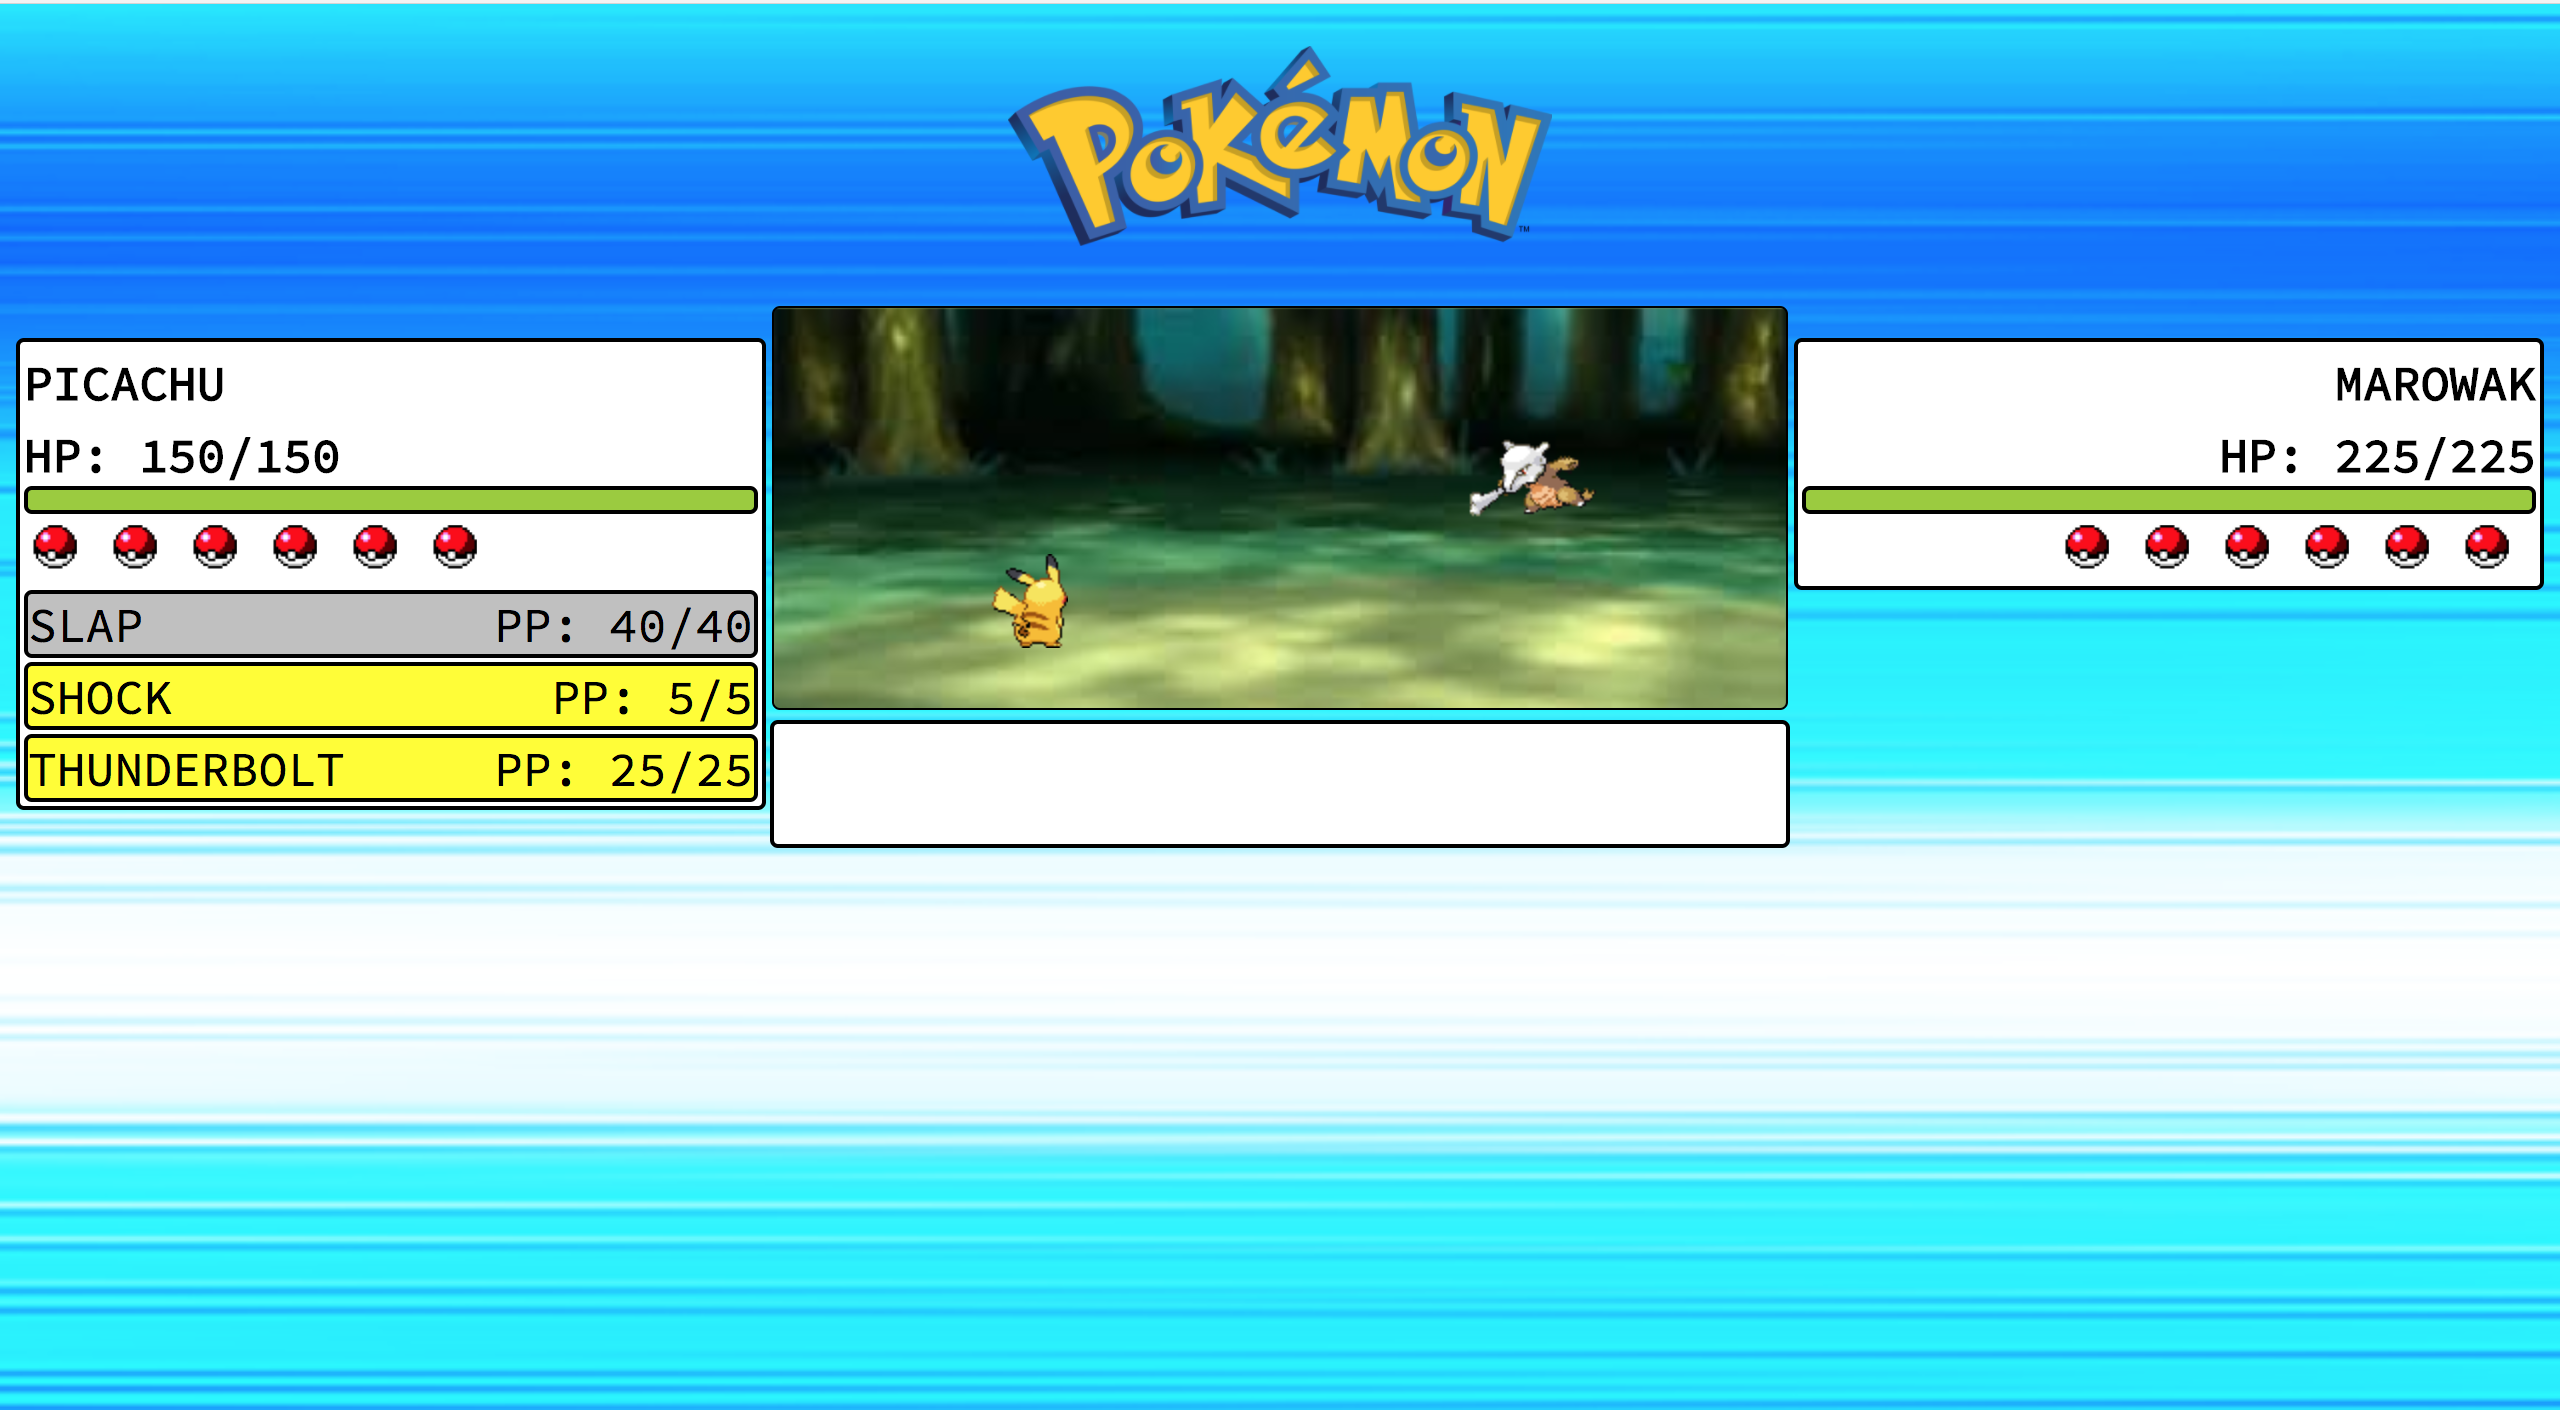 POKéMON
TM
PICACHU
HP: 150/150
SLAP PP: 40/40
SHOCK PP: 5/5
THUNDERBOLT PP: 25/25
MAROWAK
HP: 225/225